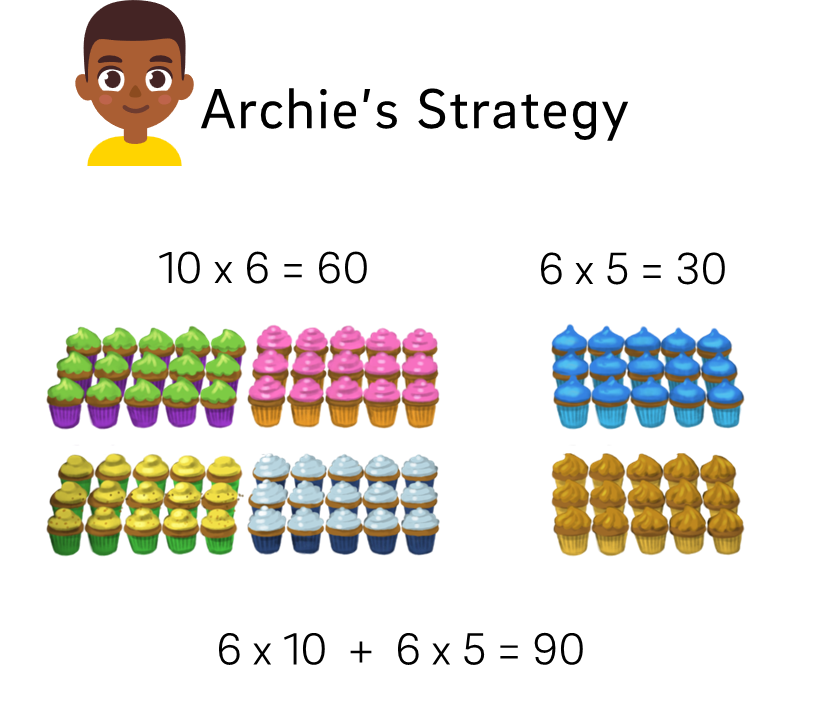 Archie's Strategy
10 x 6 = 60
6 x 5 = 30
6 x 10 + 6 x 5 = 90